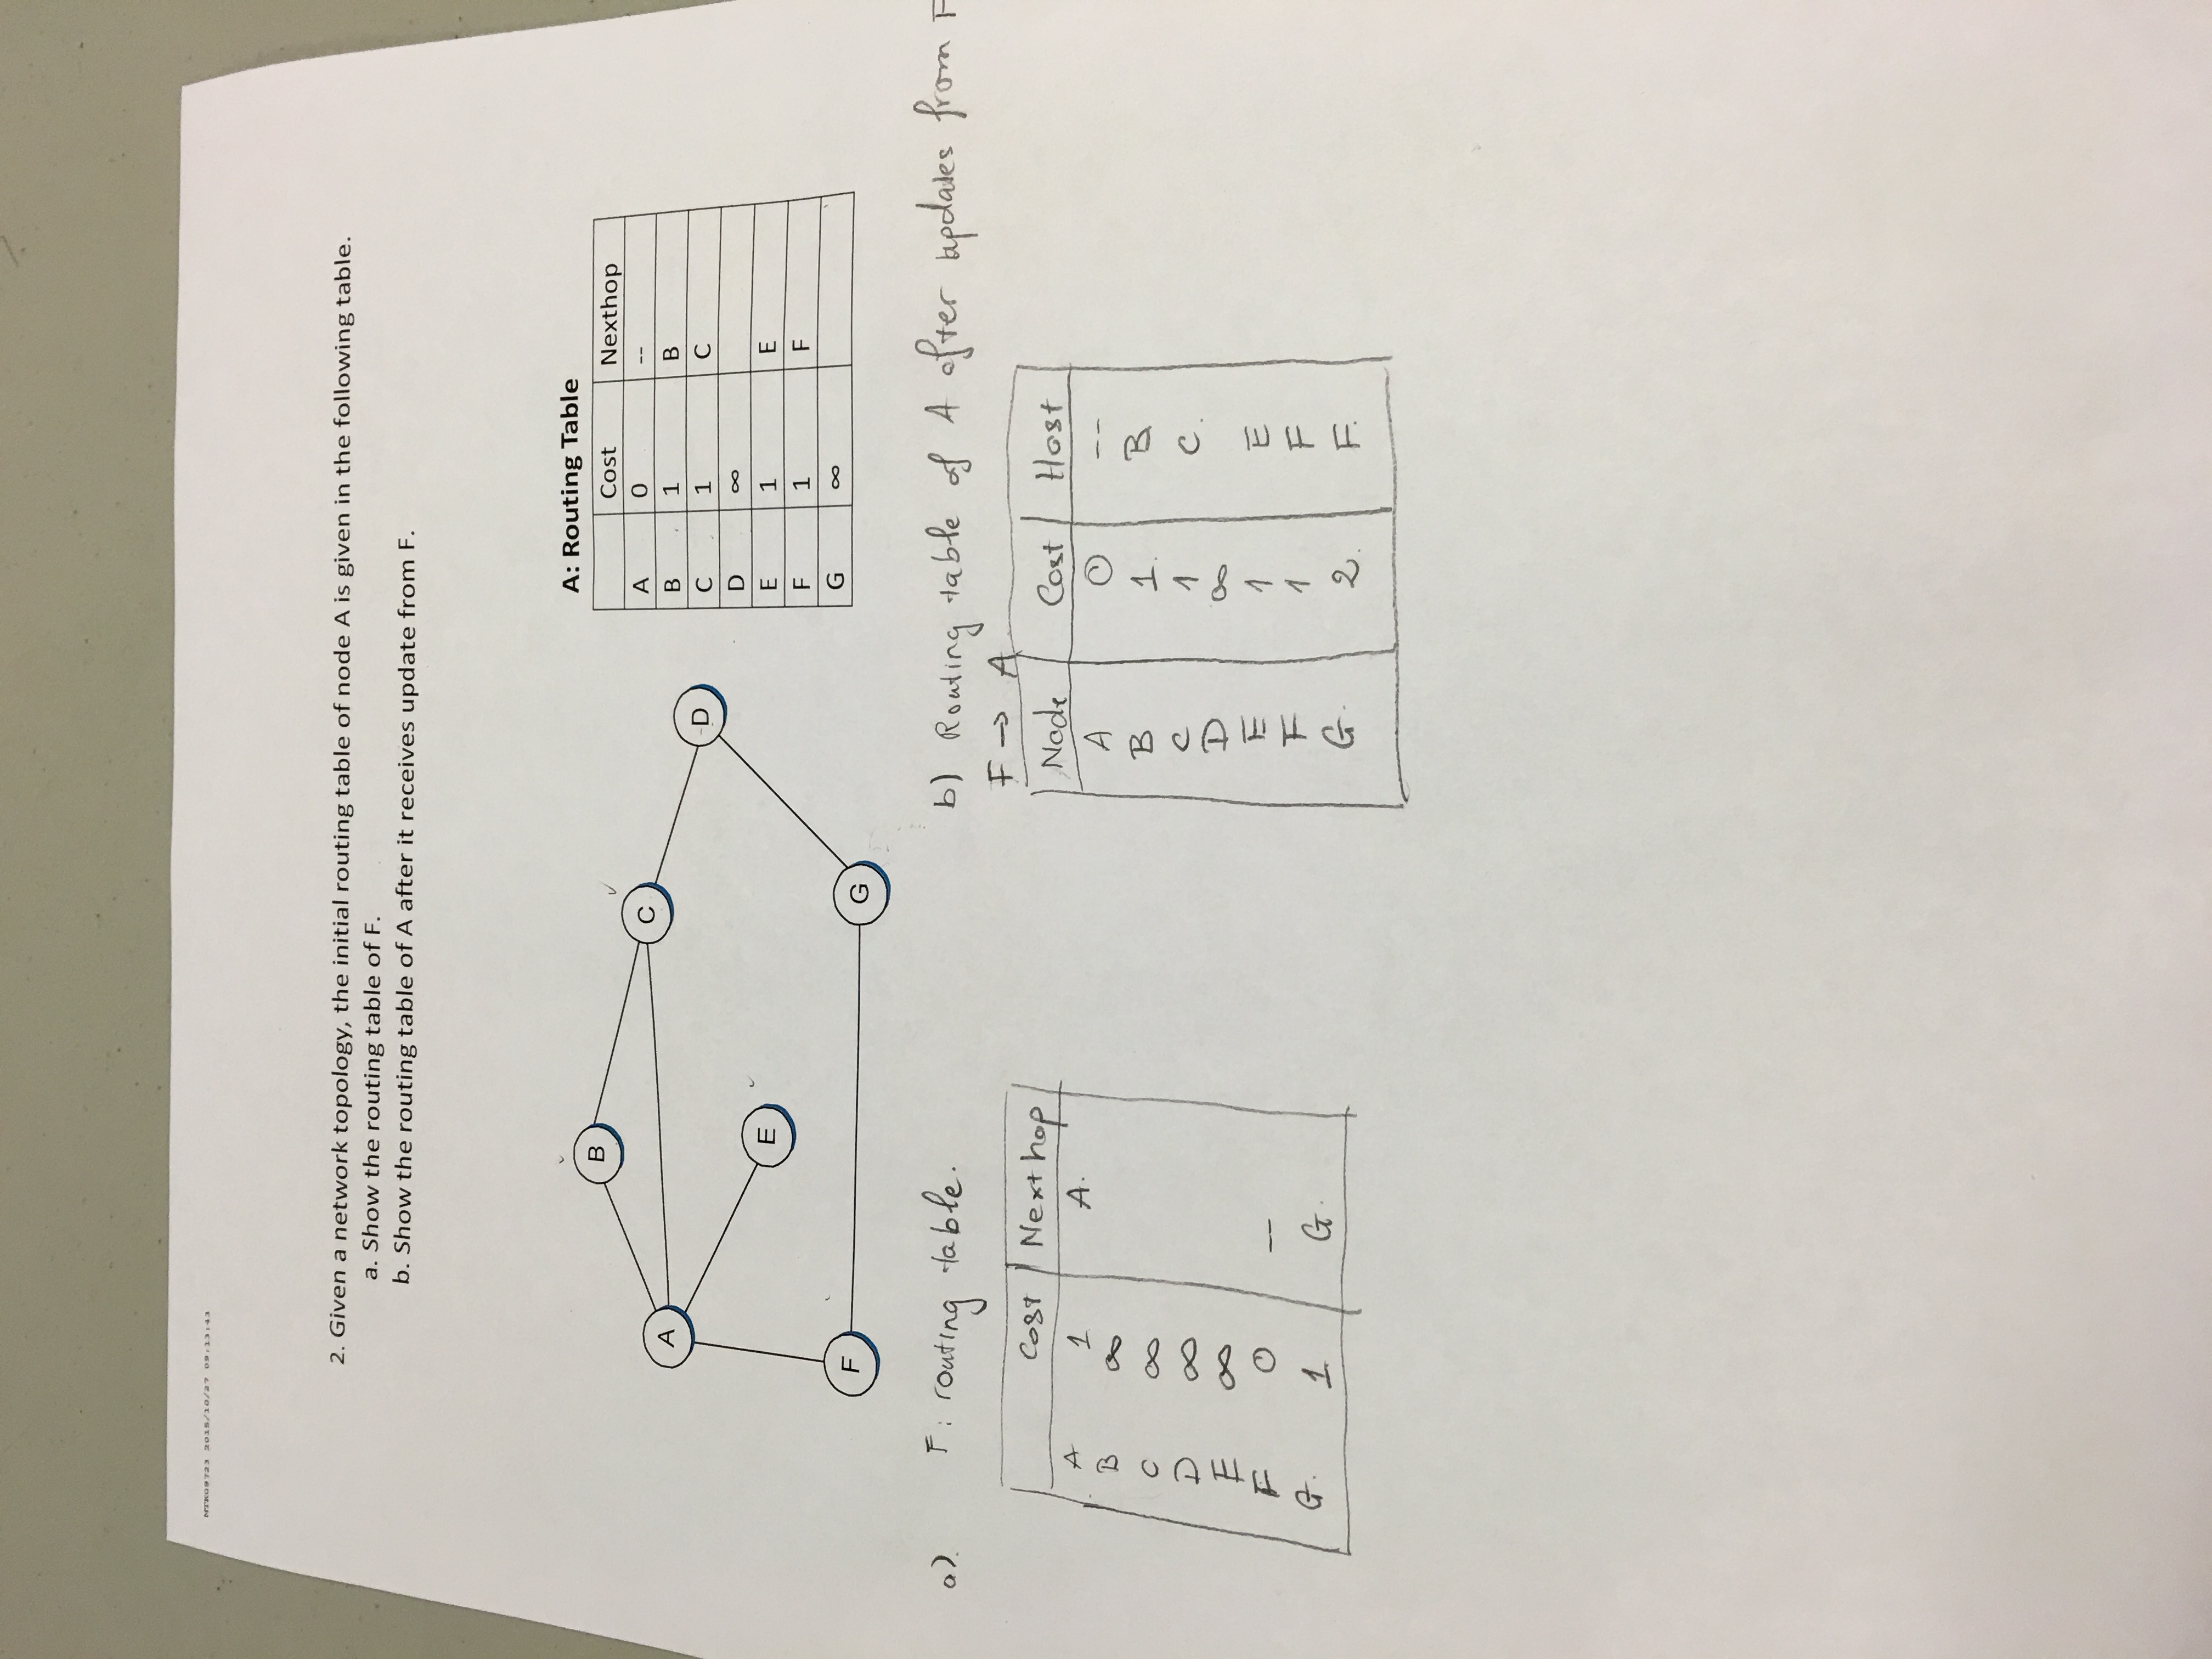 MTR09723 2015/10/27 09:13:43
2. Given a network topology, the initial routing table of node A is given in the following table.
a. Show the routing table of F.
b. Show the routing table of A after it receives update from F.
B
C
A
D
E
F
G
A: Routing Table
Cost Nexthop
A 0 --
B 1 B
C 1 C
D ∞
E 1 E
F 1 F
G ∞
a). F: routing table.
Cost Nexthop
A 1 A.
B ∞
C ∞
D ∞
E ∞
F 0 —
G. 1 G.
b) Routing table of A after updates from F
F → A
Node Cost Host
A 0 --
B 1. B
C 1 C.
D ∞
E 1 E
F 1 F
G. 2. F.